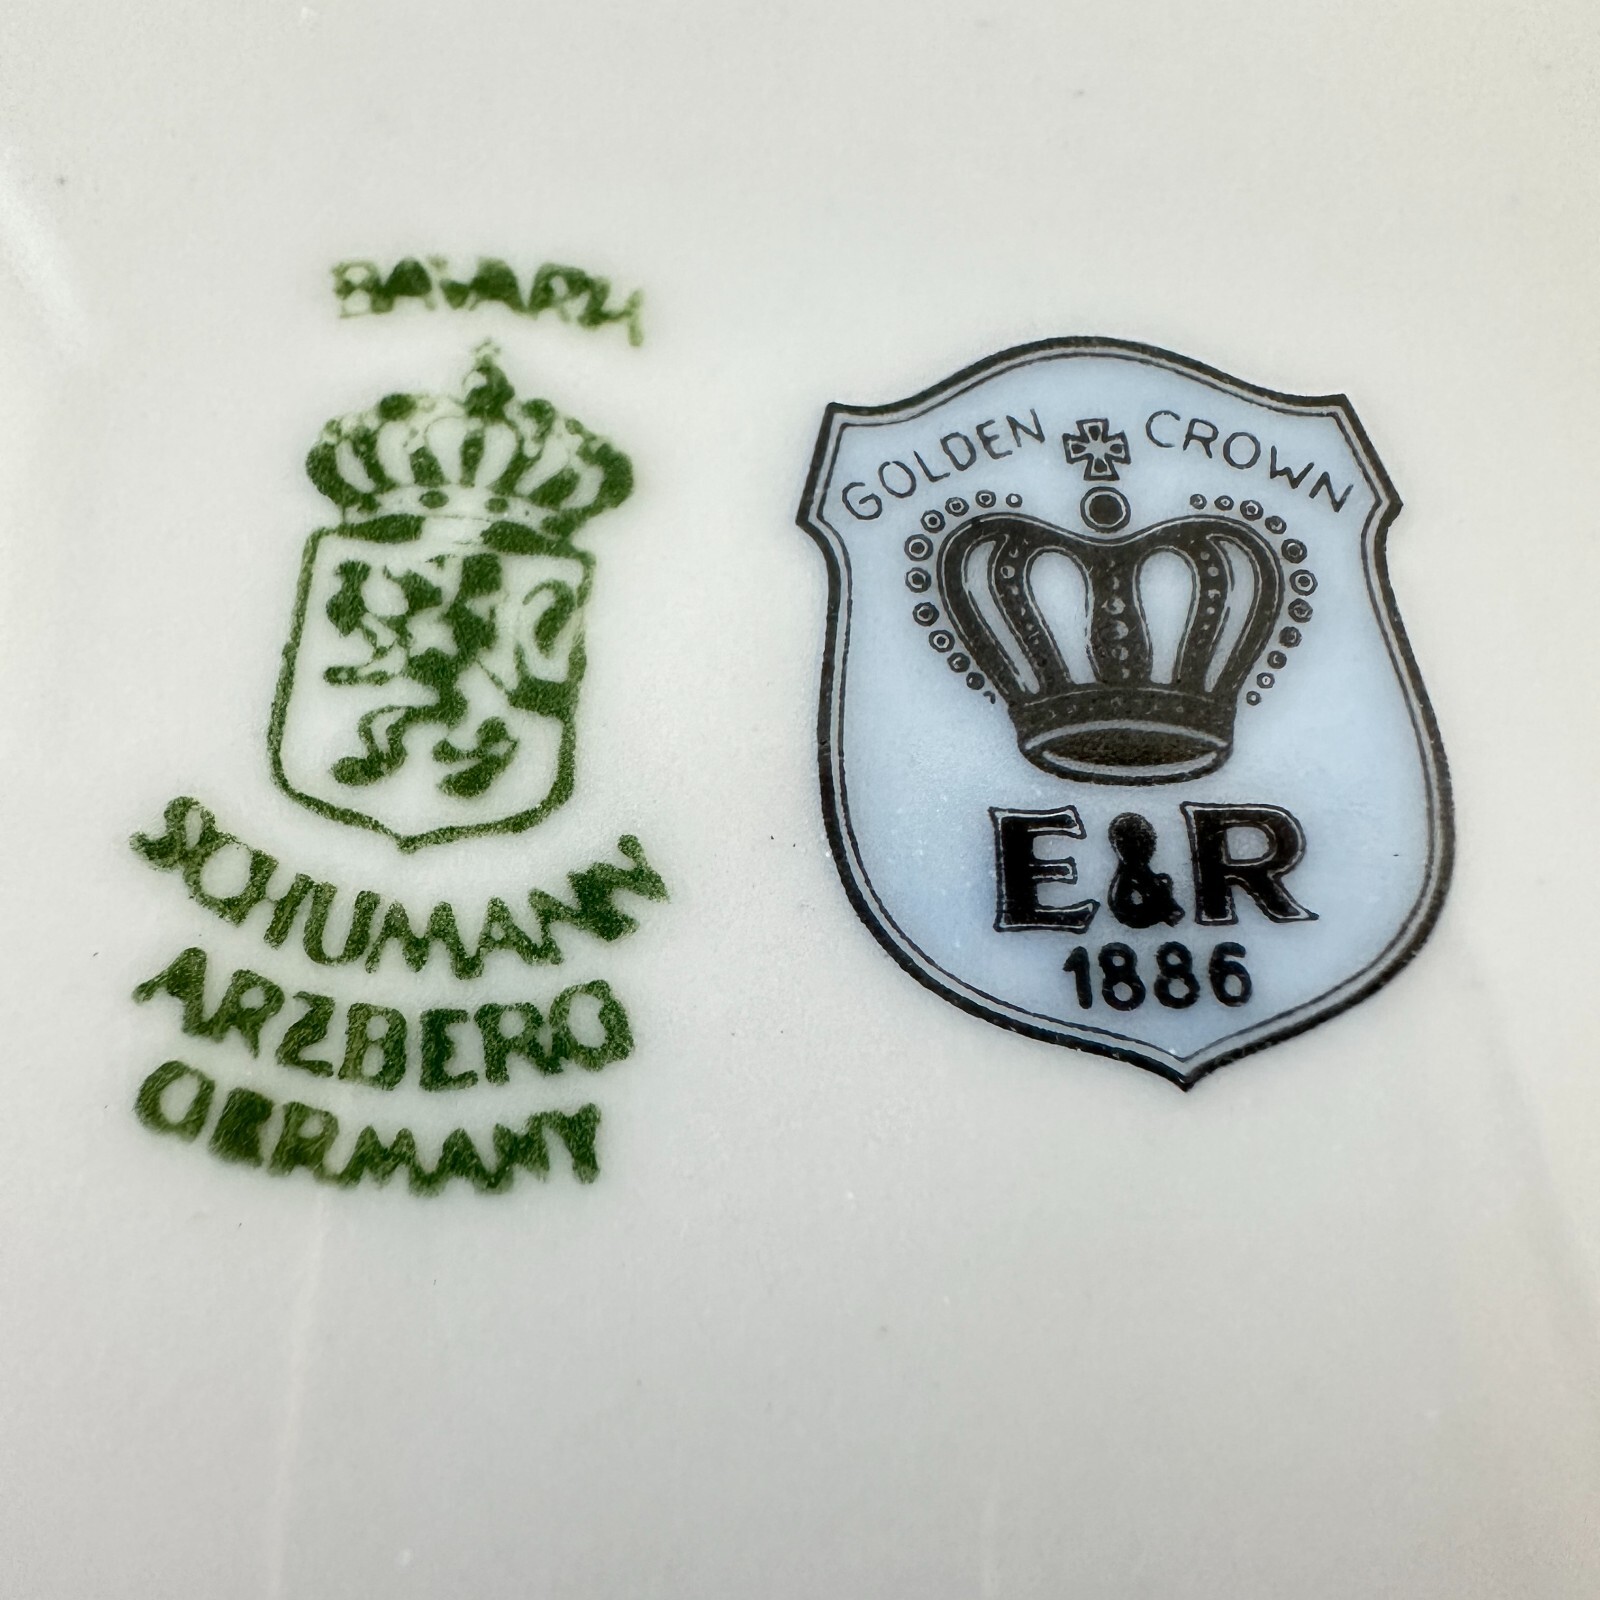 BAVARIA
SCHUMANN
ARZBERG
GERMANY
GOLDEN CROWN
E&R
1886